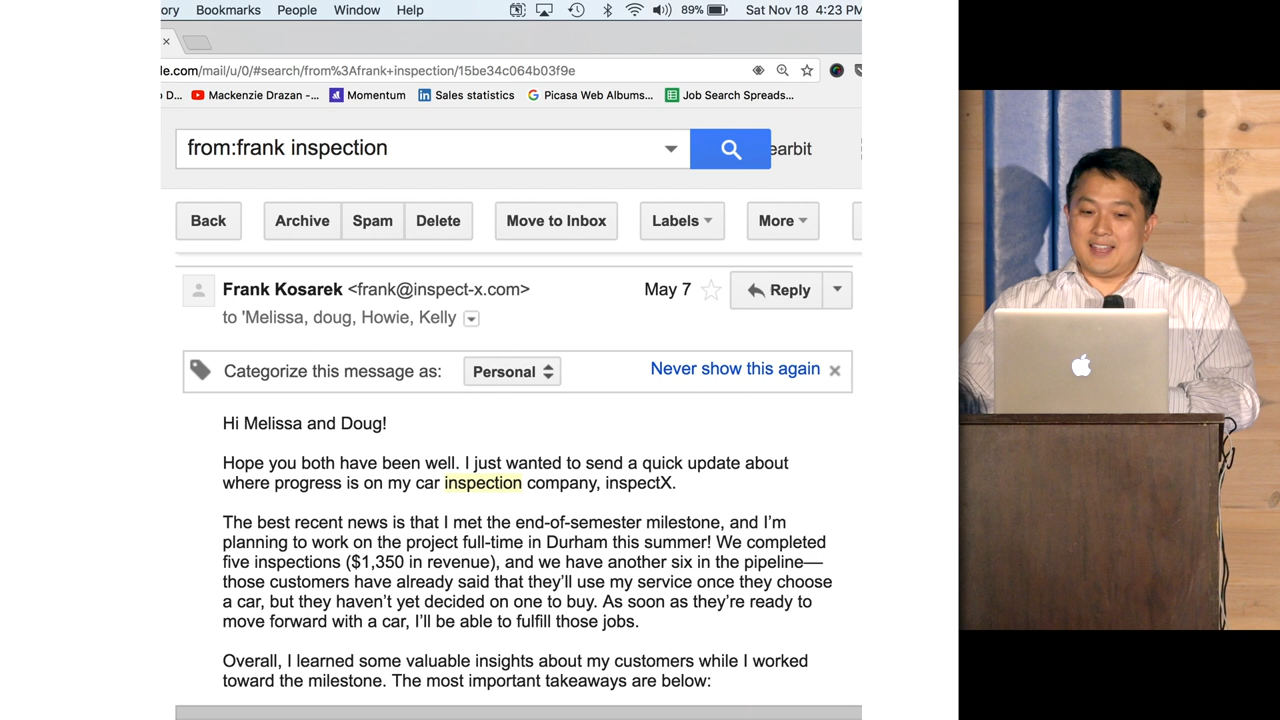 ory Bookmarks People Window Help 89% Sat Nov 18 4:23 PM
le.com/mail/u/0/#search/from%3Afrank+inspection/15be34c064b03f9e
o D... Mackenzie Drazan -... Momentum Sales statistics Picasa Web Albums... Job Search Spreads...
from:frank inspection earbit
Back Archive Spam Delete Move to Inbox Labels More
Frank Kosarek <frank@inspect-x.com> May 7 Reply
to 'Melissa, doug, Howie, Kelly
Categorize this message as: Personal Never show this again
Hi Melissa and Doug!
Hope you both have been well. I just wanted to send a quick update about
where progress is on my car inspection company, inspectX.
The best recent news is that I met the end-of-semester milestone, and I'm
planning to work on the project full-time in Durham this summer! We completed
five inspections ($1,350 in revenue), and we have another six in the pipeline—
those customers have already said that they'll use my service once they choose
a car, but they haven't yet decided on one to buy. As soon as they're ready to
move forward with a car, I'll be able to fulfill those jobs.
Overall, I learned some valuable insights about my customers while I worked
toward the milestone. The most important takeaways are below: